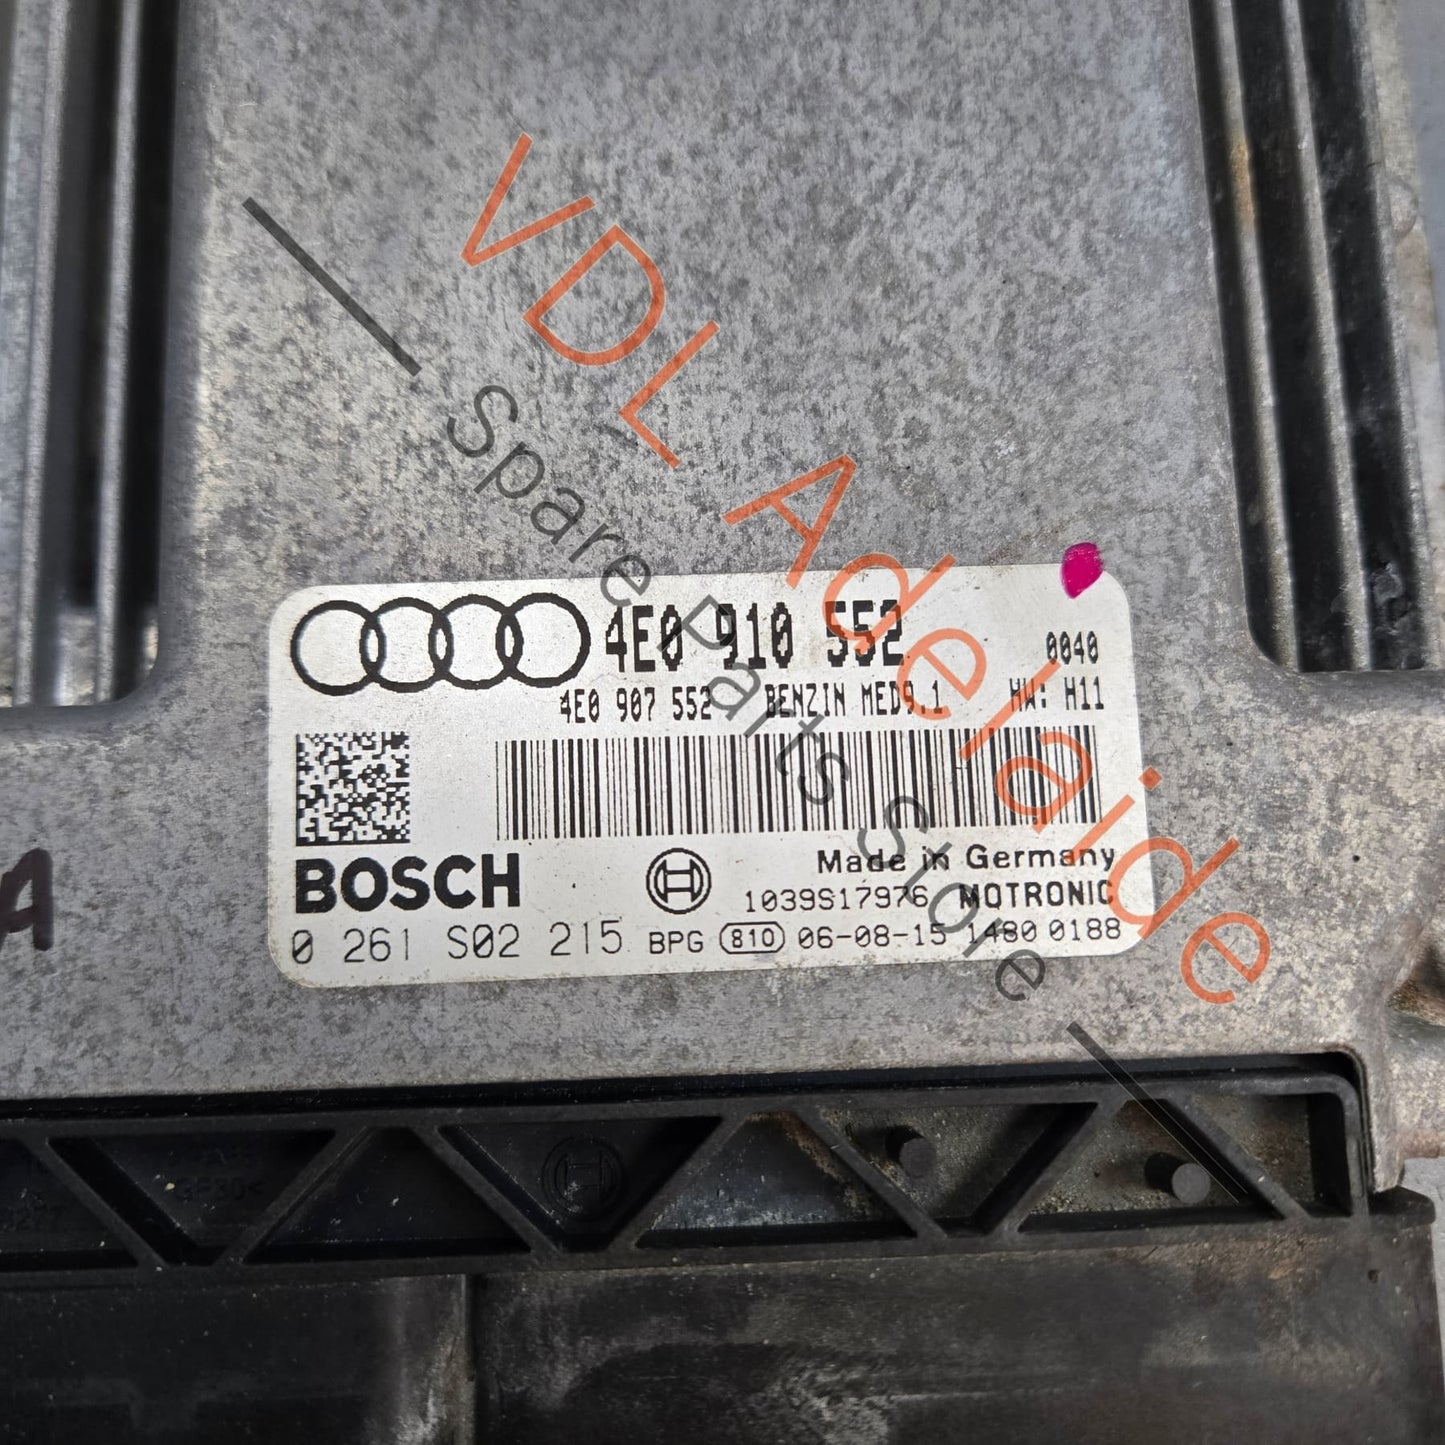 VDL Adelaide
Spare Parts Store
4E0 910 552 0040
4E0 907 552 BENZIN MED9.1 HW: H11
BOSCH
Made in Germany
1039S17976 MOTRONIC
0 261 S02 215 BPG 810 06-08-15 1480 0188
A
GF30<